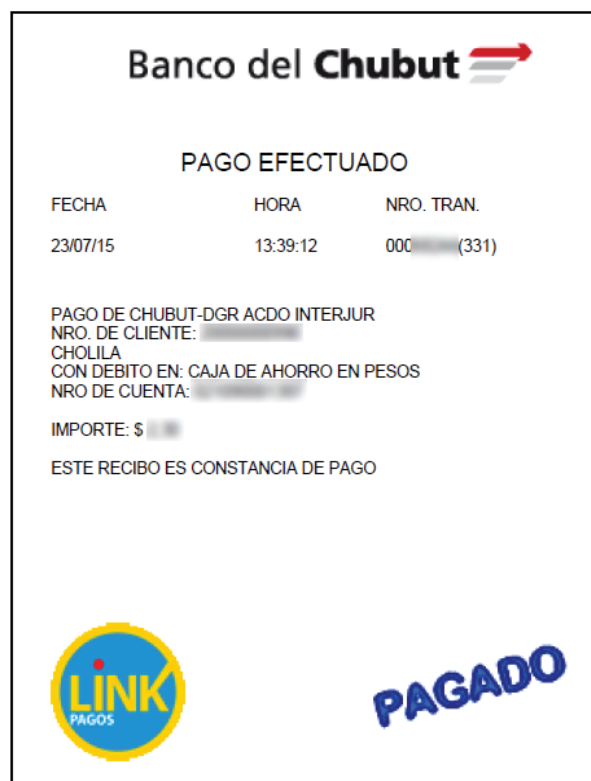 Banco del Chubut
PAGO EFECTUADO
FECHA HORA NRO. TRAN.
23/07/15 13:39:12 000 (331)
PAGO DE CHUBUT-DGR ACDO INTERJUR
NRO. DE CLIENTE:
CHOLILA
CON DEBITO EN: CAJA DE AHORRO EN PESOS
NRO DE CUENTA:
IMPORTE: $
ESTE RECIBO ES CONSTANCIA DE PAGO
LINK
PAGOS
PAGADO